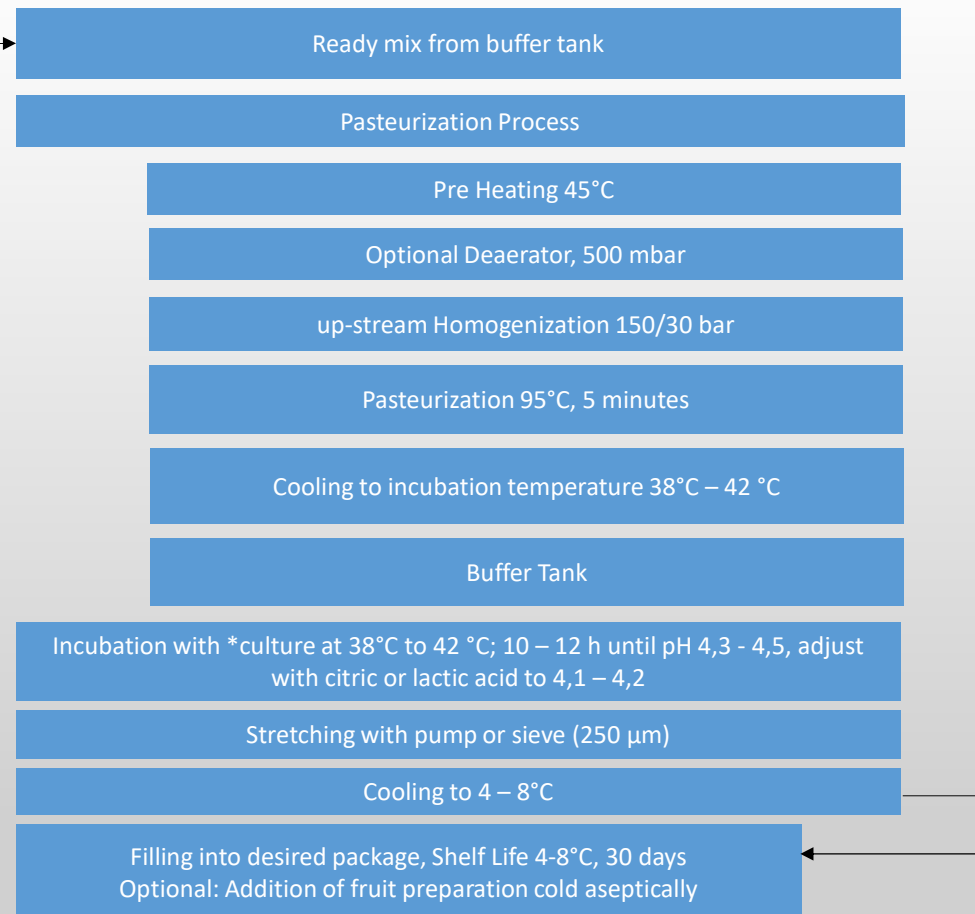 Ready mix from buffer tank
Pasteurization Process
Pre Heating 45°C
Optional Deaerator, 500 mbar
up-stream Homogenization 150/30 bar
Pasteurization 95°C, 5 minutes
Cooling to incubation temperature 38°C – 42 °C
Buffer Tank
Incubation with *culture at 38°C to 42 °C; 10 – 12 h until pH 4,3 - 4,5, adjust
with citric or lactic acid to 4,1 – 4,2
Stretching with pump or sieve (250 µm)
Cooling to 4 – 8°C
Filling into desired package, Shelf Life 4-8°C, 30 days
Optional: Addition of fruit preparation cold aseptically